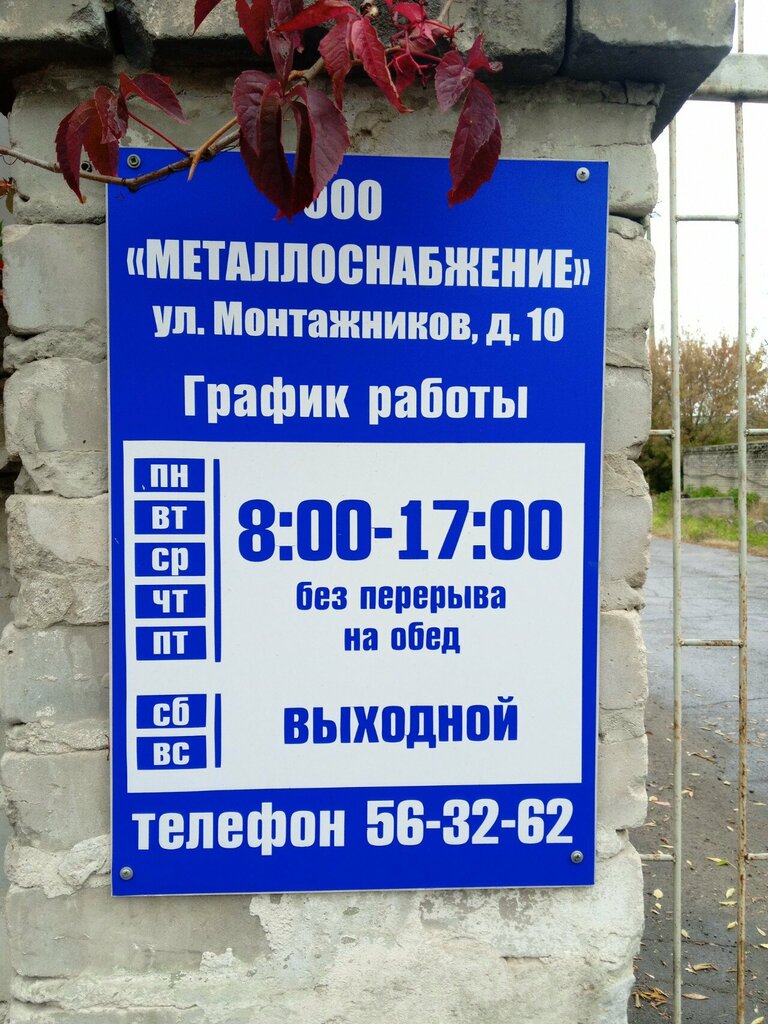 ООО
«МЕТАЛЛОСНАБЖЕНИЕ»
ул. Монтажников, д. 10
График работы
пн
вт
ср
чт
пт
8:00-17:00
без перерыва
на обед
сб
вс
выходной
телефон 56-32-62